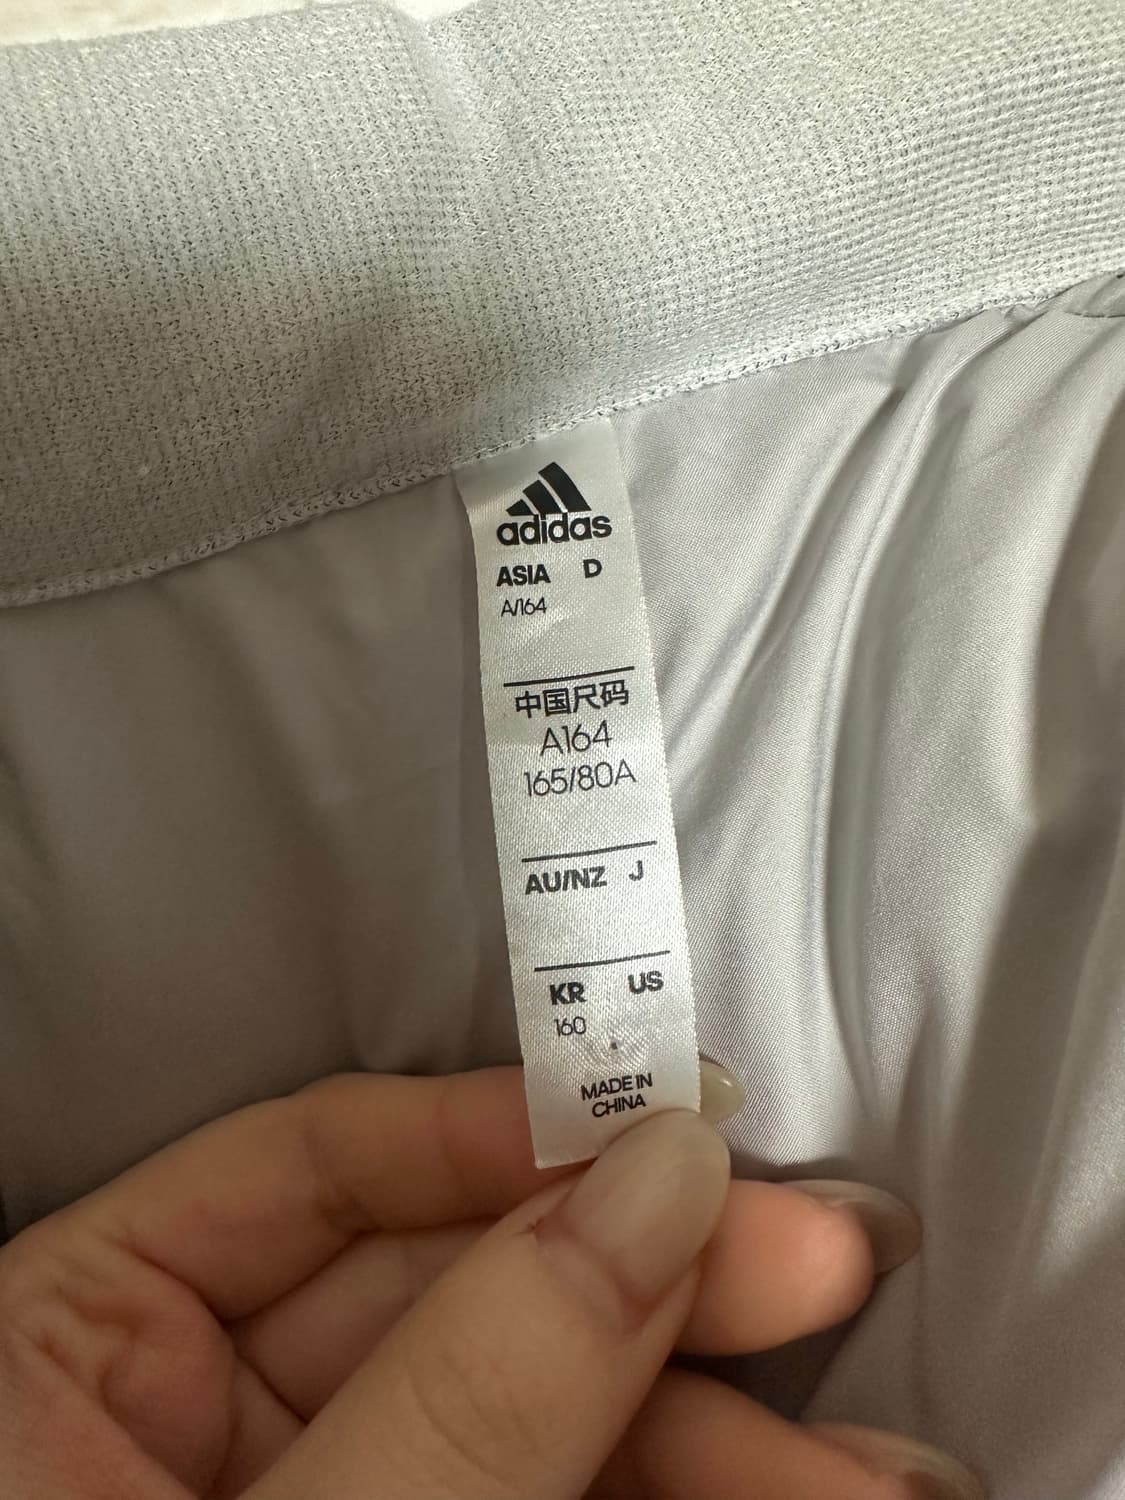 adidas
ASIA D
A/164
中国尺码
A164
165/80A
AU/NZ J
KR US
160
MADE IN
CHINA